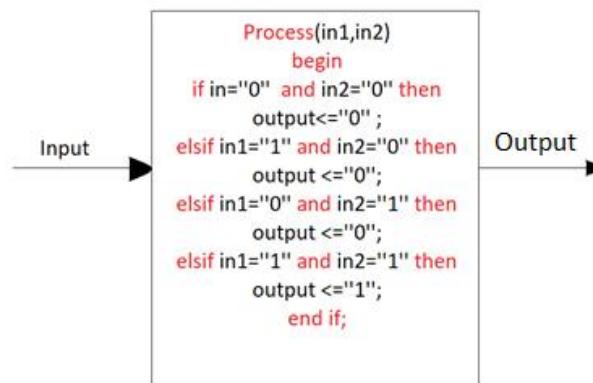 Process(in1,in2)
begin
if in="0" and in2="0" then
output<="0" ;
elsif in1="1" and in2="0" then
output <="0";
elsif in1="0" and in2="1" then
output <="0";
elsif in1="1" and in2="1" then
output <="1";
end if;
Input
Output